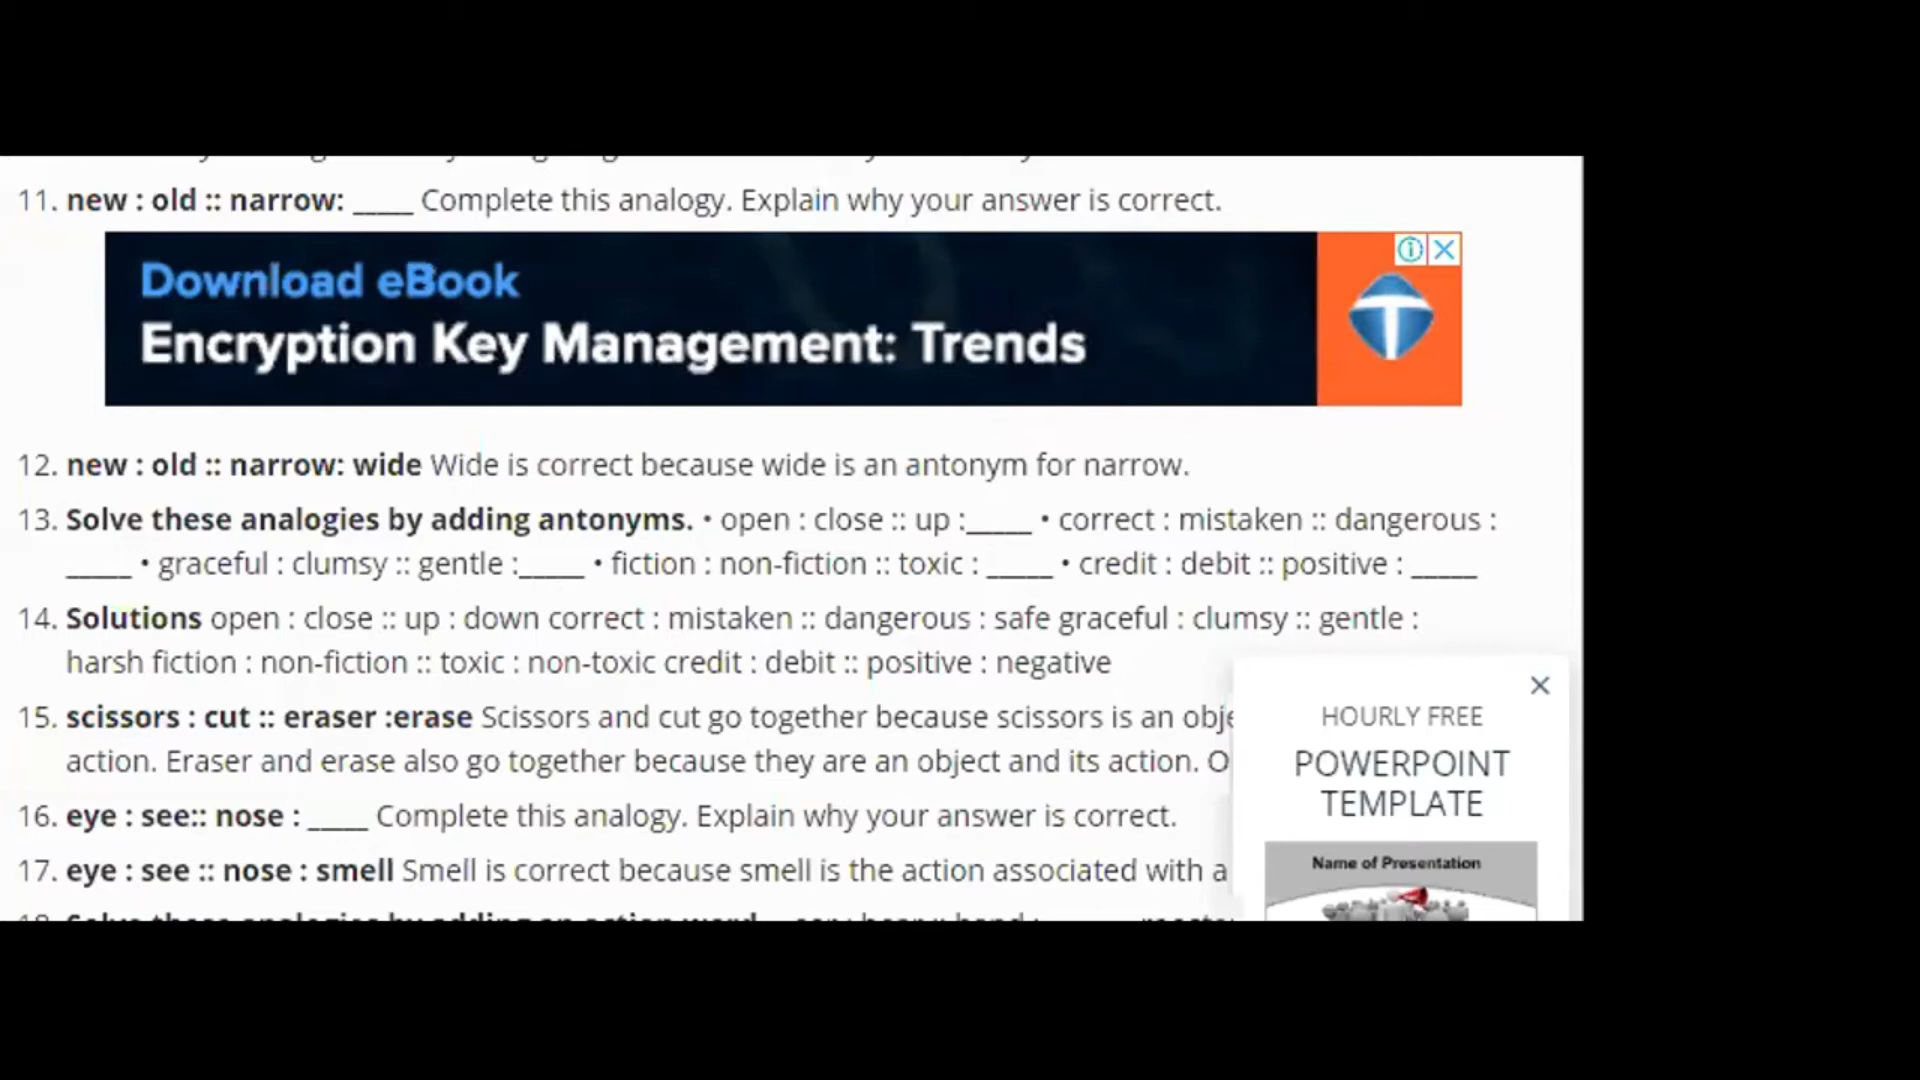 11. new : old :: narrow: ____ Complete this analogy. Explain why your answer is correct.
Download eBook
Encryption Key Management: Trends
12. new : old :: narrow: wide Wide is correct because wide is an antonym for narrow.
13. Solve these analogies by adding antonyms. • open : close :: up :____ • correct : mistaken :: dangerous :
____ • graceful : clumsy :: gentle :____ • fiction : non-fiction :: toxic : ____ • credit : debit :: positive : ____
14. Solutions open : close :: up : down correct : mistaken :: dangerous : safe graceful : clumsy :: gentle :
harsh fiction : non-fiction :: toxic : non-toxic credit : debit :: positive : negative
15. scissors : cut :: eraser :erase Scissors and cut go together because scissors is an obje
action. Eraser and erase also go together because they are an object and its action. O
16. eye : see:: nose : ____ Complete this analogy. Explain why your answer is correct.
17. eye : see :: nose : smell Smell is correct because smell is the action associated with a
HOURLY FREE
POWERPOINT
TEMPLATE
Name of Presentation